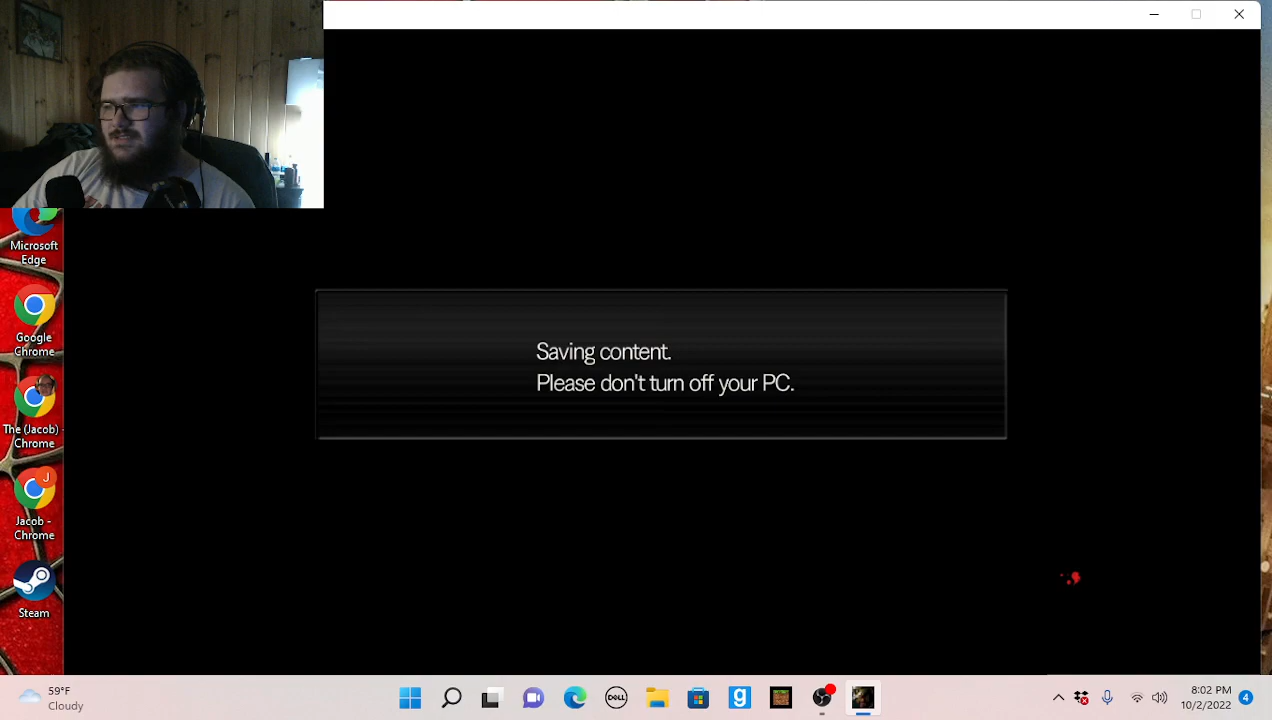 Microsoft
Edge
Google
Chrome
The (Jacob) -
Chrome
J
Jacob -
Chrome
Steam
Saving content.
Please don't turn off your PC.
59°F
Cloudy
DELL
g
8:02 PM
10/2/2022
4